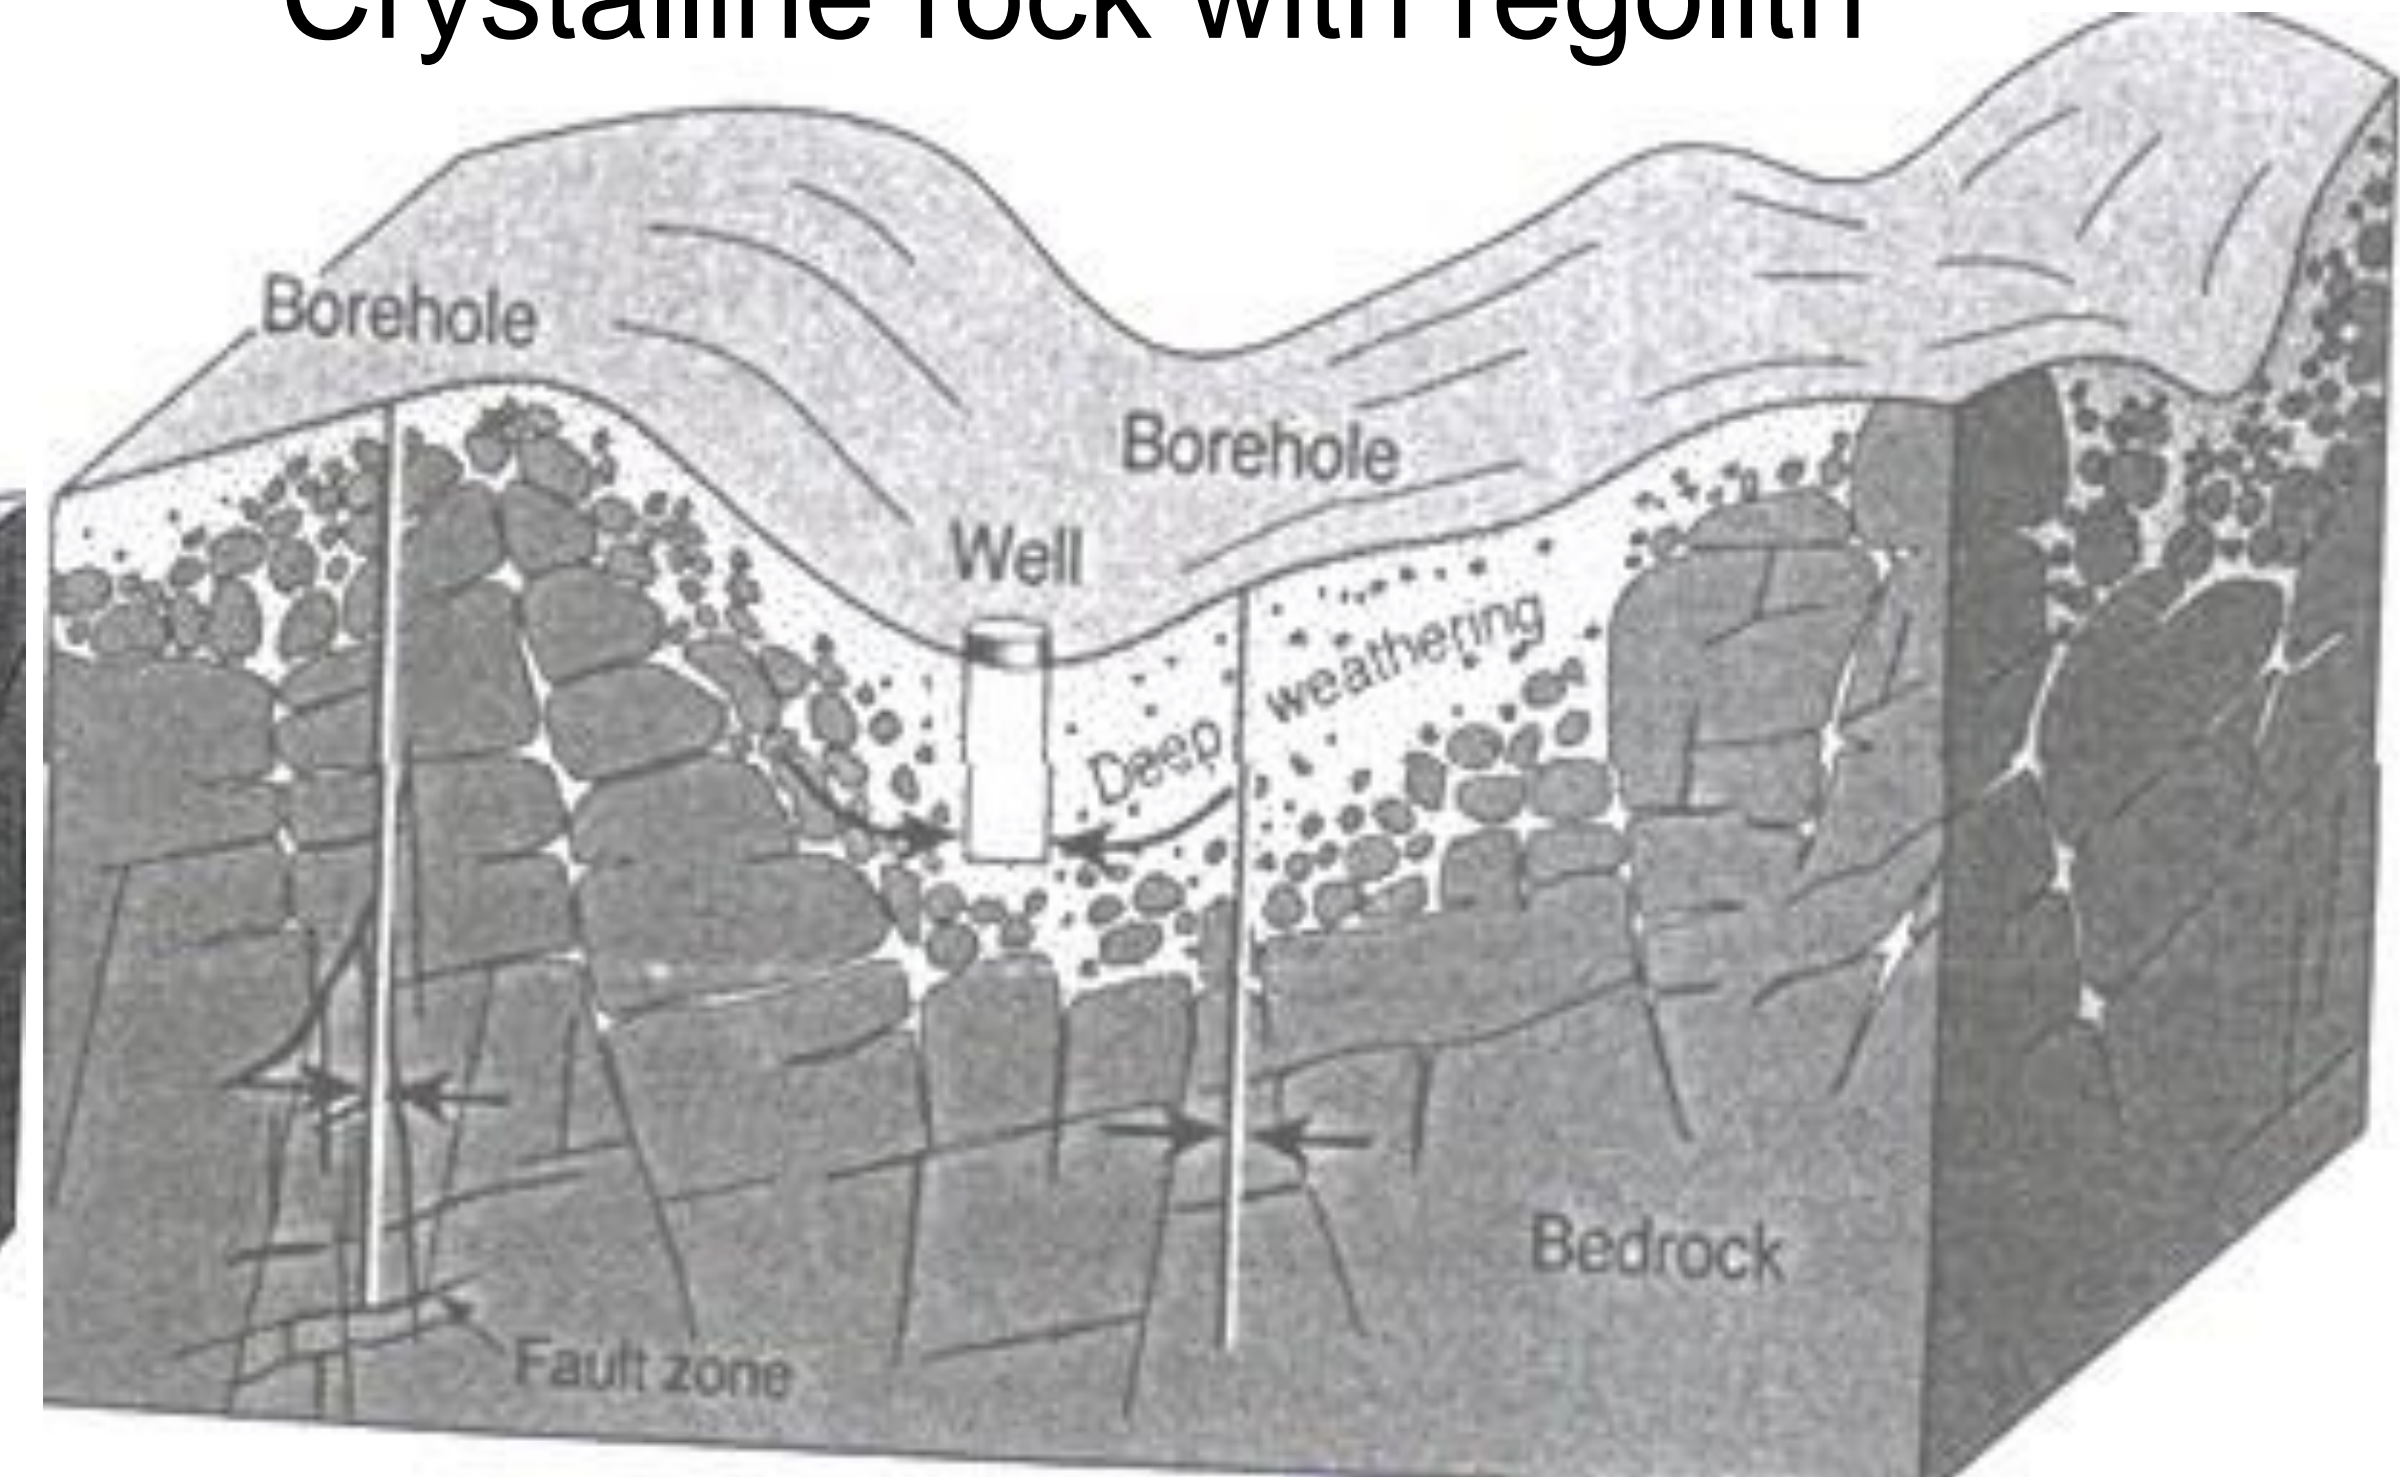 Crystalline rock with regolith
Borehole
Borehole
Well
Deep weathering
Bedrock
Fault zone